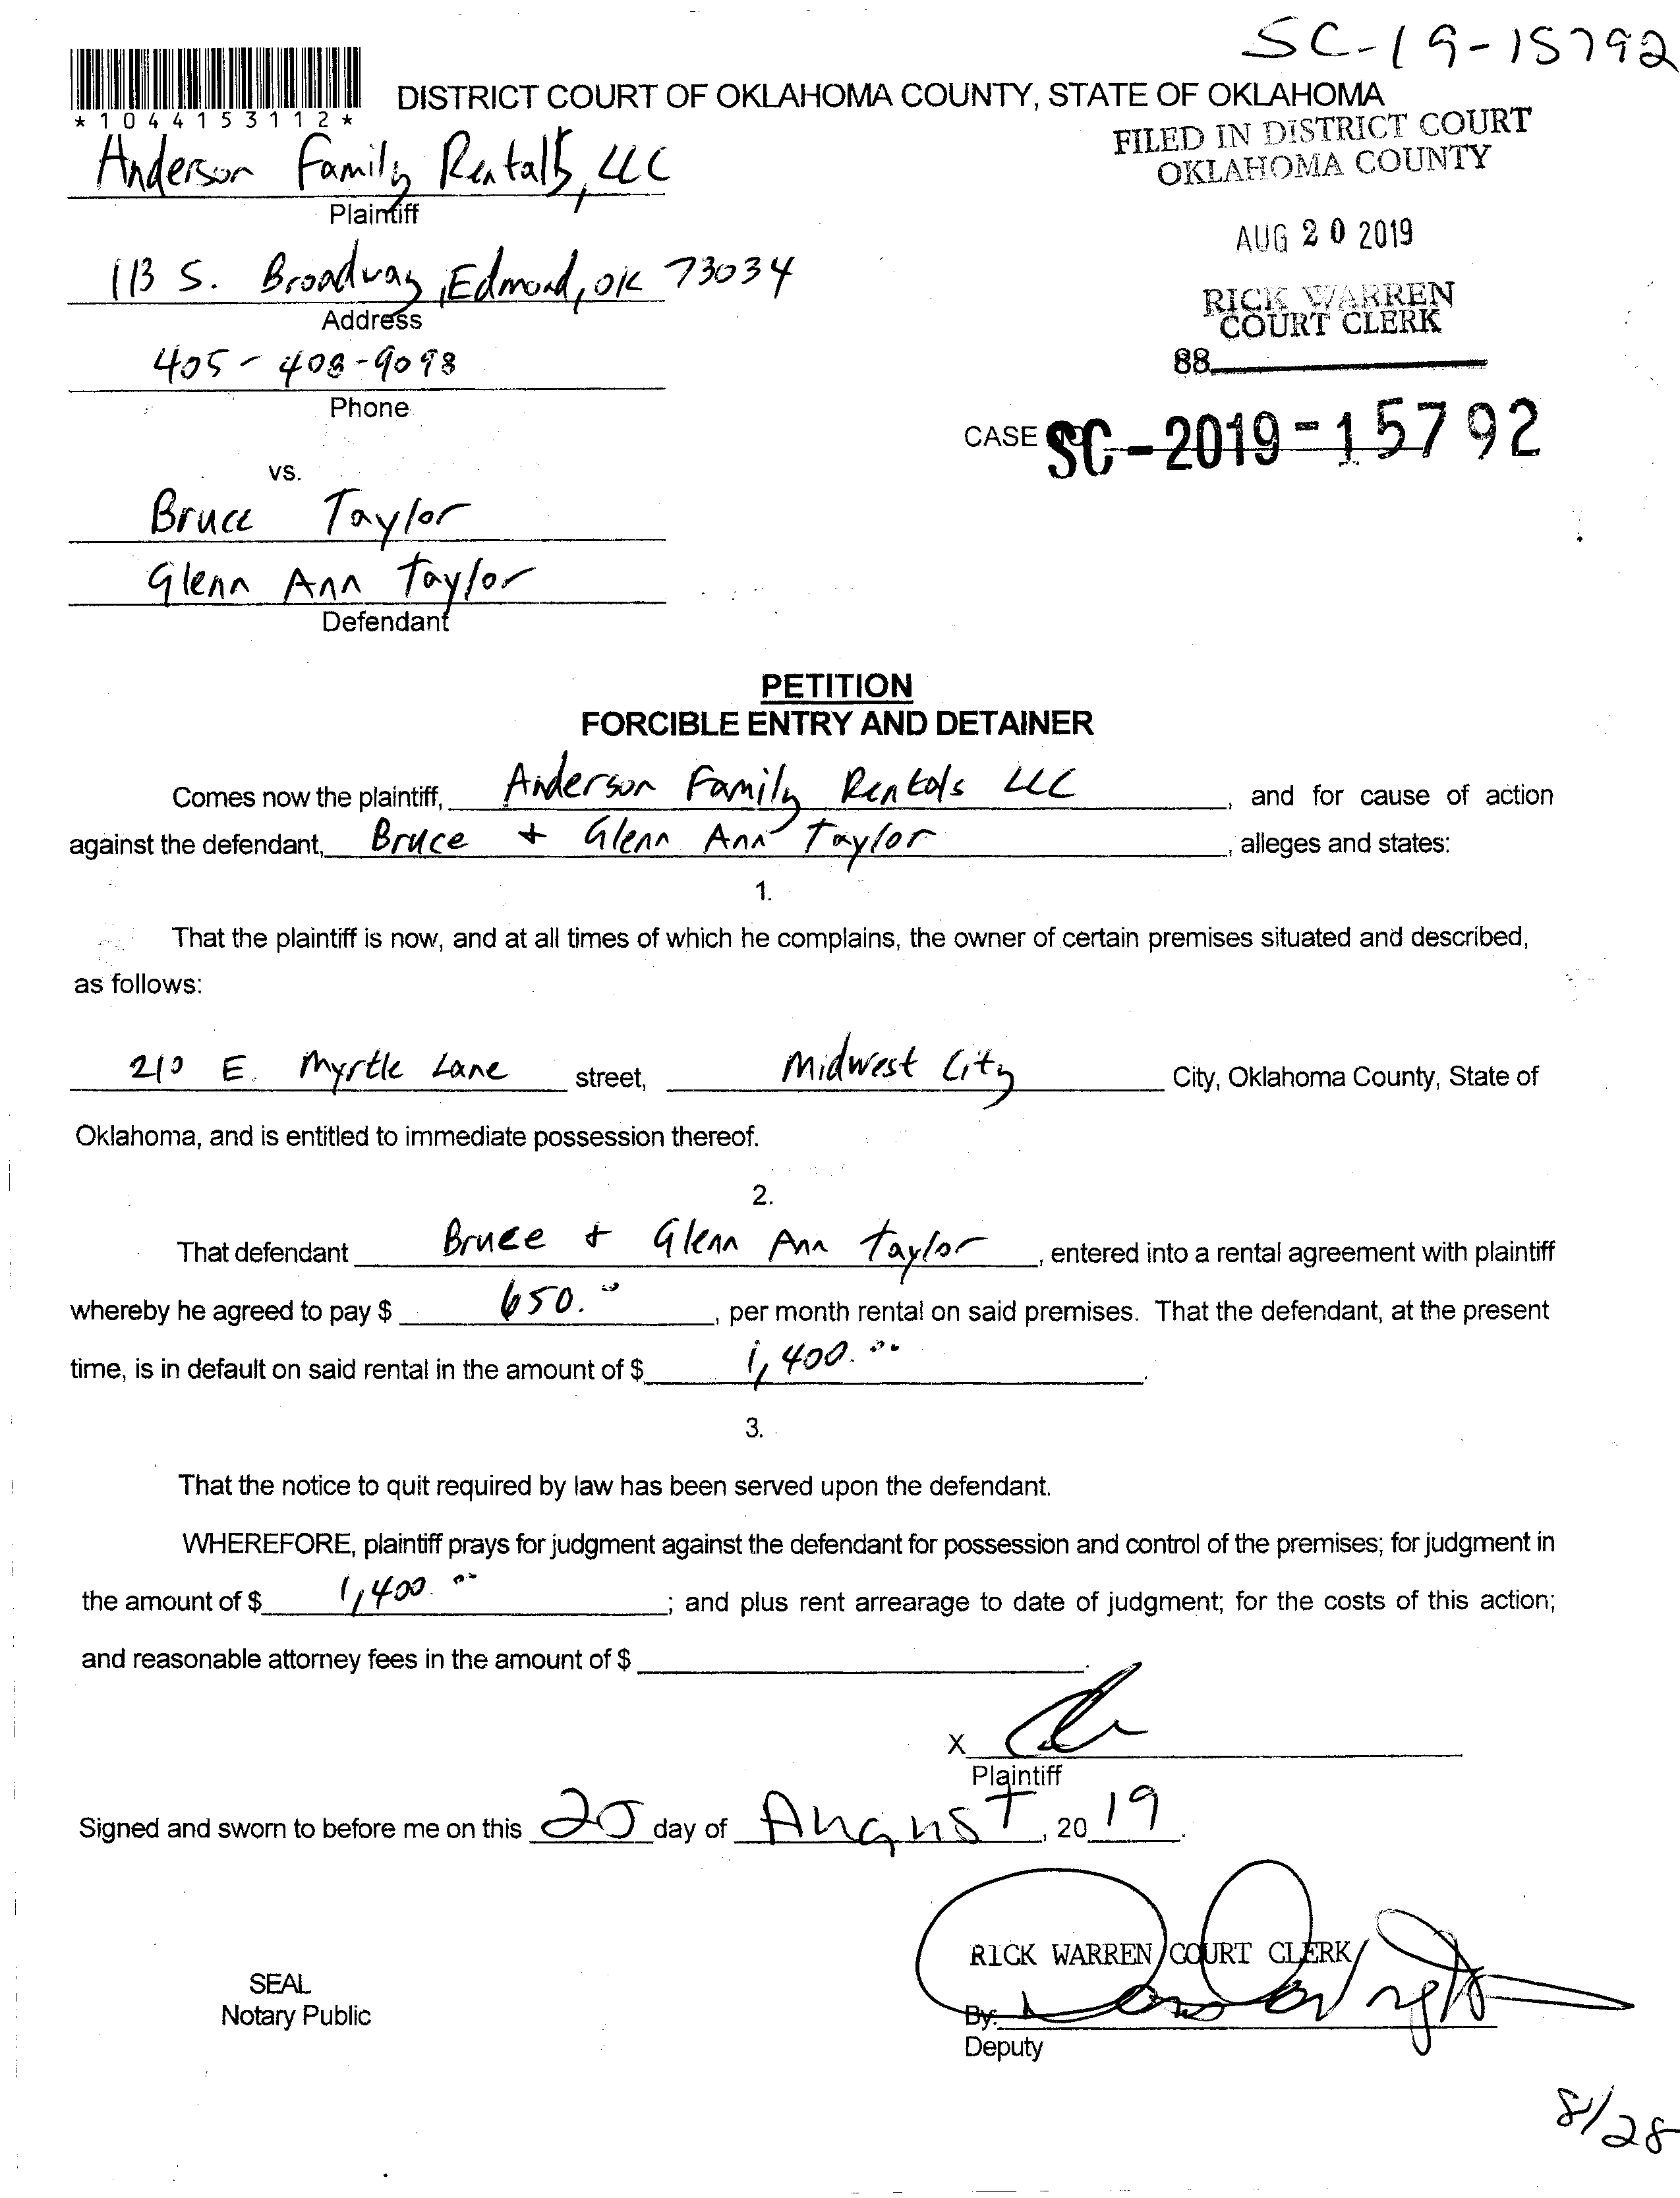 SC-19-15792
*1044153112*
DISTRICT COURT OF OKLAHOMA COUNTY, STATE OF OKLAHOMA
FILED IN DISTRICT COURT
OKLAHOMA COUNTY
Anderson Family Rentals, LLC
Plaintiff
AUG 20 2019
113 S. Broadway, Edmond, OK 73034
Address
RICK WARREN
COURT CLERK
405-408-9098
88
Phone
CASE SC-2019-15792
vs.
Bruce Taylor
Glenn Ann Taylor
Defendant
PETITION
FORCIBLE ENTRY AND DETAINER
Comes now the plaintiff, Anderson Family Rentals LLC, and for cause of action
against the defendant, Bruce + Glenn Ann Taylor, alleges and states:
1.
That the plaintiff is now, and at all times of which he complains, the owner of certain premises situated and described,
as follows:
210 E. Myrtle Lane street, Midwest City City, Oklahoma County, State of
Oklahoma, and is entitled to immediate possession thereof.
2.
That defendant Bruce + Glenn Ann Taylor, entered into a rental agreement with plaintiff
whereby he agreed to pay $ 650.00, per month rental on said premises. That the defendant, at the present
time, is in default on said rental in the amount of $ 1,400.00.
3.
That the notice to quit required by law has been served upon the defendant.
WHEREFORE, plaintiff prays for judgment against the defendant for possession and control of the premises; for judgment in
the amount of $ 1,400.00; and plus rent arrearage to date of judgment; for the costs of this action;
and reasonable attorney fees in the amount of $ .
X
Plaintiff
Signed and sworn to before me on this 20 day of August, 2019.
RICK WARREN COURT CLERK
SEAL
Notary Public
By:
Deputy
8/28